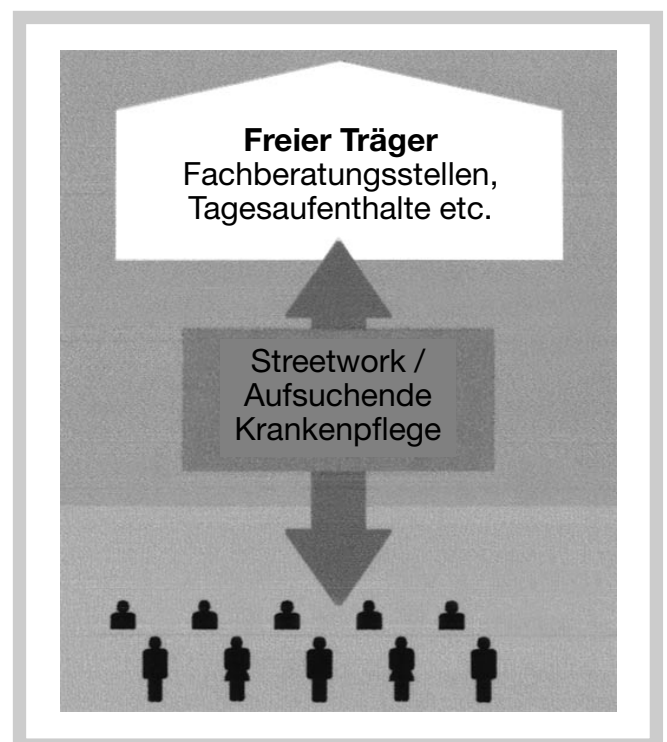 Freier Träger
Fachberatungsstellen,
Tagesaufenthalte etc.
Streetwork /
Aufsuchende
Krankenpflege